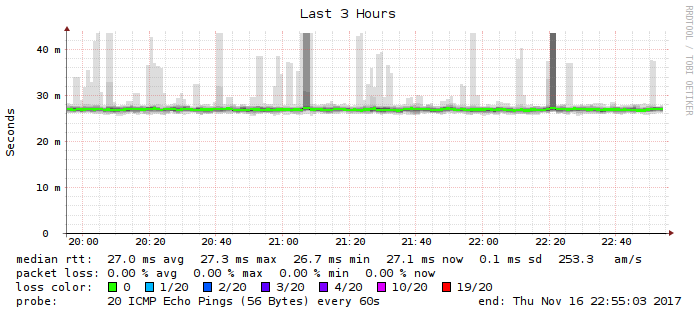 Last 3 Hours
RRDTOOL / TOBI OETIKER
Seconds
40 m
30 m
20 m
10 m
0
20:00 20:20 20:40 21:00 21:20 21:40 22:00 22:20 22:40
median rtt: 27.0 ms avg 27.3 ms max 26.7 ms min 27.1 ms now 0.1 ms sd 253.3 am/s
packet loss: 0.00 % avg 0.00 % max 0.00 % min 0.00 % now
loss color: 0 1/20 2/20 3/20 4/20 10/20 19/20
probe: 20 ICMP Echo Pings (56 Bytes) every 60s end: Thu Nov 16 22:55:03 2017